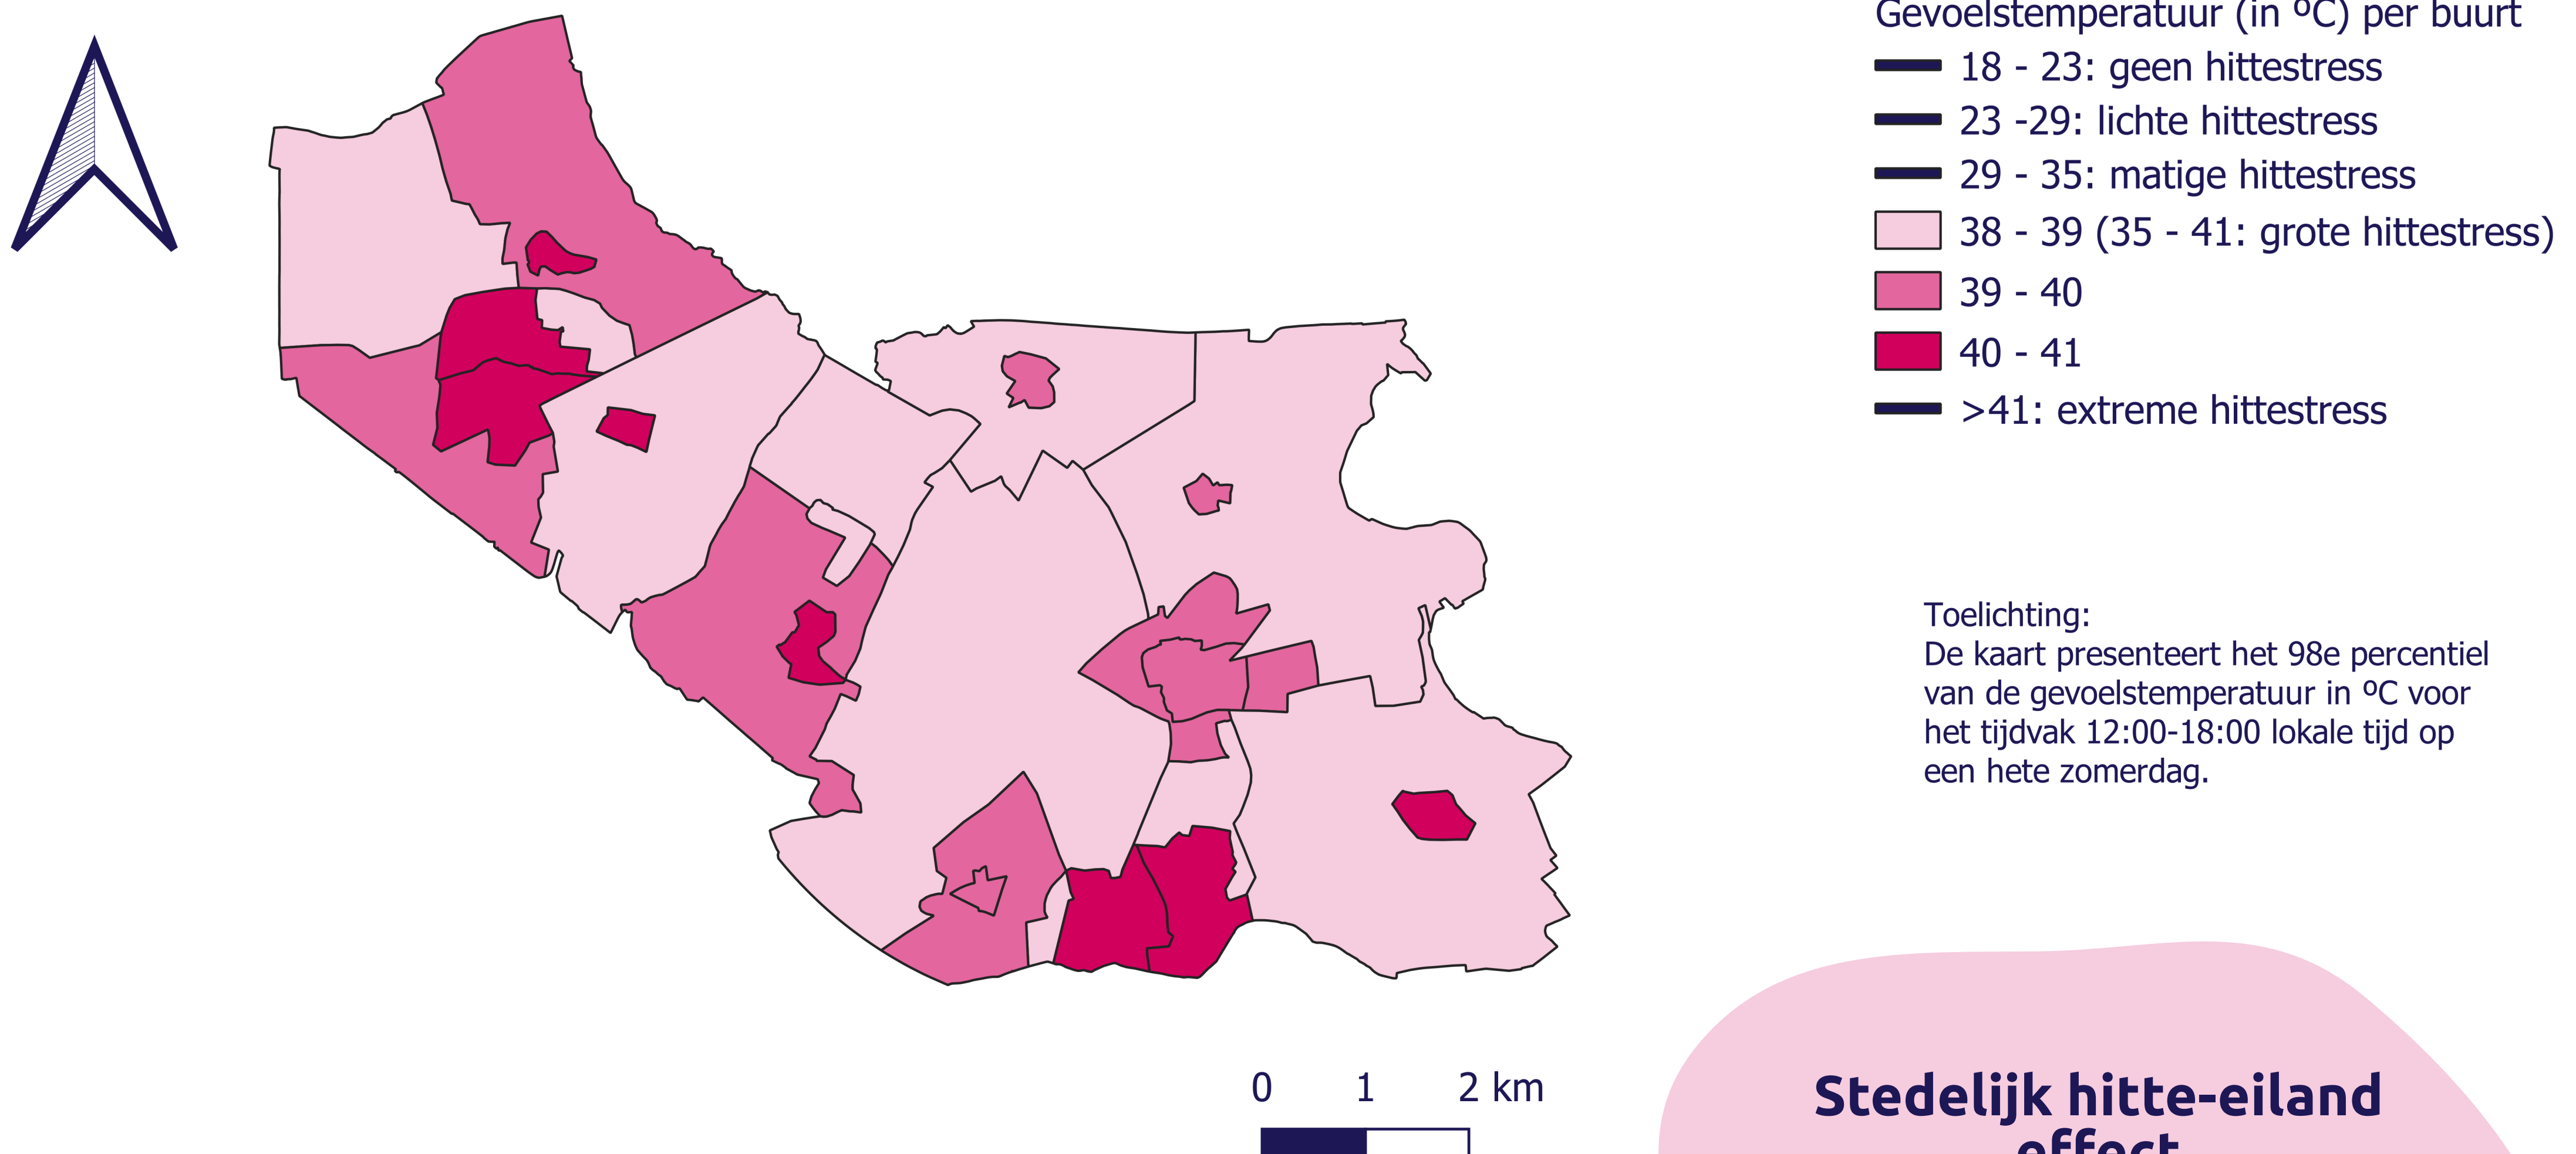 Gevoelstemperatuur (in ºC) per buurt
18 - 23: geen hittestress
23 -29: lichte hittestress
29 - 35: matige hittestress
38 - 39 (35 - 41: grote hittestress)
39 - 40
40 - 41
>41: extreme hittestress
Toelichting:
De kaart presenteert het 98e percentiel
van de gevoelstemperatuur in ºC voor
het tijdvak 12:00-18:00 lokale tijd op
een hete zomerdag.
0 1 2 km
Stedelijk hitte-eiland
effect